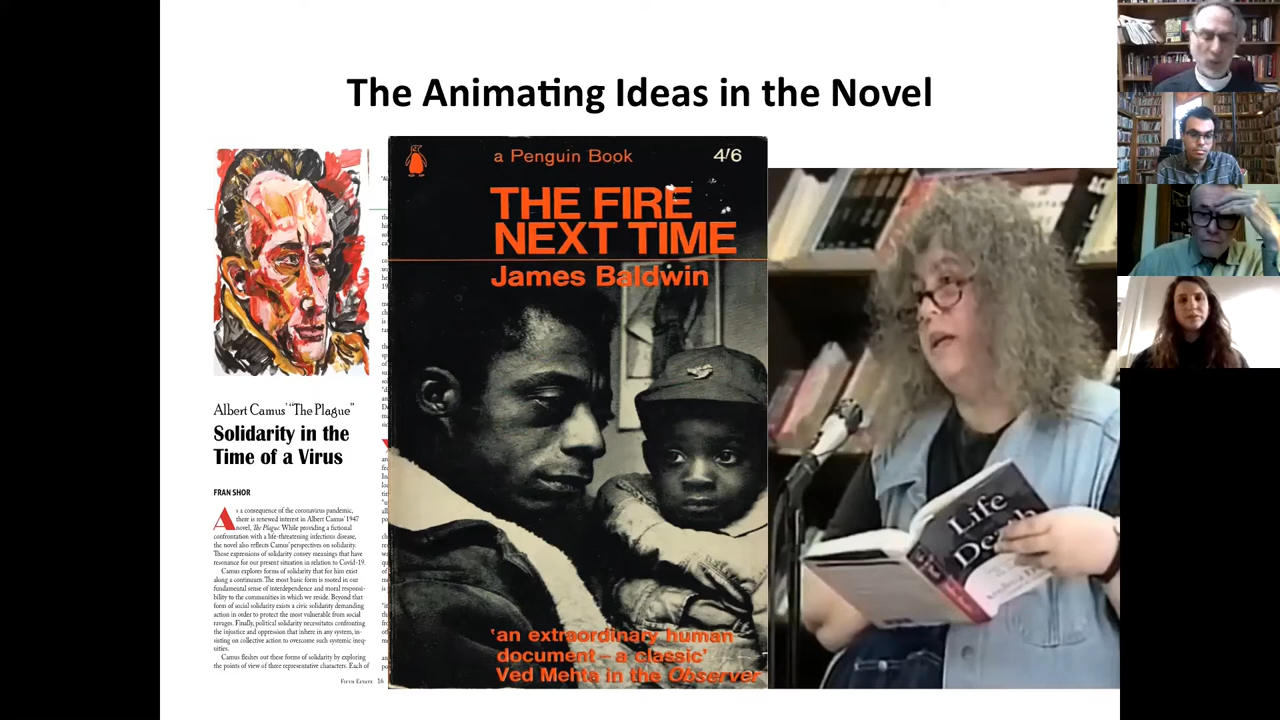 The Animating Ideas in the Novel
Albert Camus' "The Plague"
Solidarity in the
Time of a Virus
FRAN SHOR
As a consequence of the coronavirus pandemic,
there is renewed interest in Albert Camus' 1947
novel, The Plague. While providing a fictional
confrontation with a life-threatening infectious disease,
the novel also reflects Camus' perspectives on solidarity.
Those expressions of solidarity convey meanings that have
resonance for our present situation in relation to Covid-19.
Camus explores forms of solidarity that for him exist
along a continuum. The most basic form is rooted in our
fundamental sense of interdependence and moral responsi-
bility to the communities in which we reside. Beyond that
form of social solidarity exists a civic solidarity demanding
action in order to protect the most vulnerable from social
ravages. Finally, political solidarity necessitates confronting
the injustice and oppression that inhere in any system, in-
sisting on collective action to overcome such systemic ineq-
uities.
Camus fleshes out these forms of solidarity by exploring
the points of view of three representative characters. Each of
Fifth Estate 16
a Penguin Book 4/6
THE FIRE
NEXT TIME
James Baldwin
'an extraordinary human
document – a classic'
Ved Mehta in the Observer
Life
Death